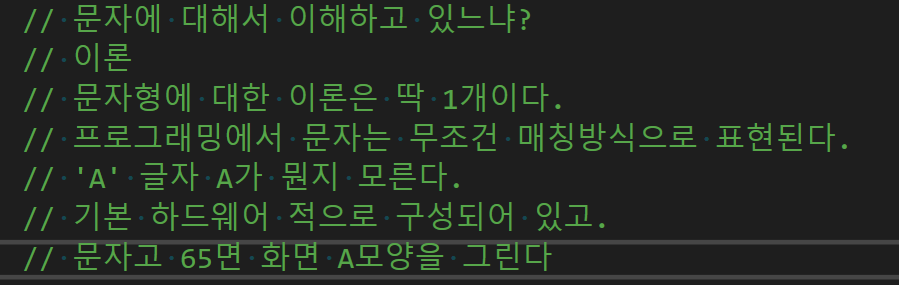 // 문자에 대해서 이해하고 있느냐?
// 이론
// 문자형에 대한 이론은 딱 1개이다.
// 프로그래밍에서 문자는 무조건 매칭방식으로 표현된다.
// 'A' 글자 A가 뭔지 모른다.
// 기본 하드웨어 적으로 구성되어 있고.
// 문자고 65면 화면 A모양을 그린다